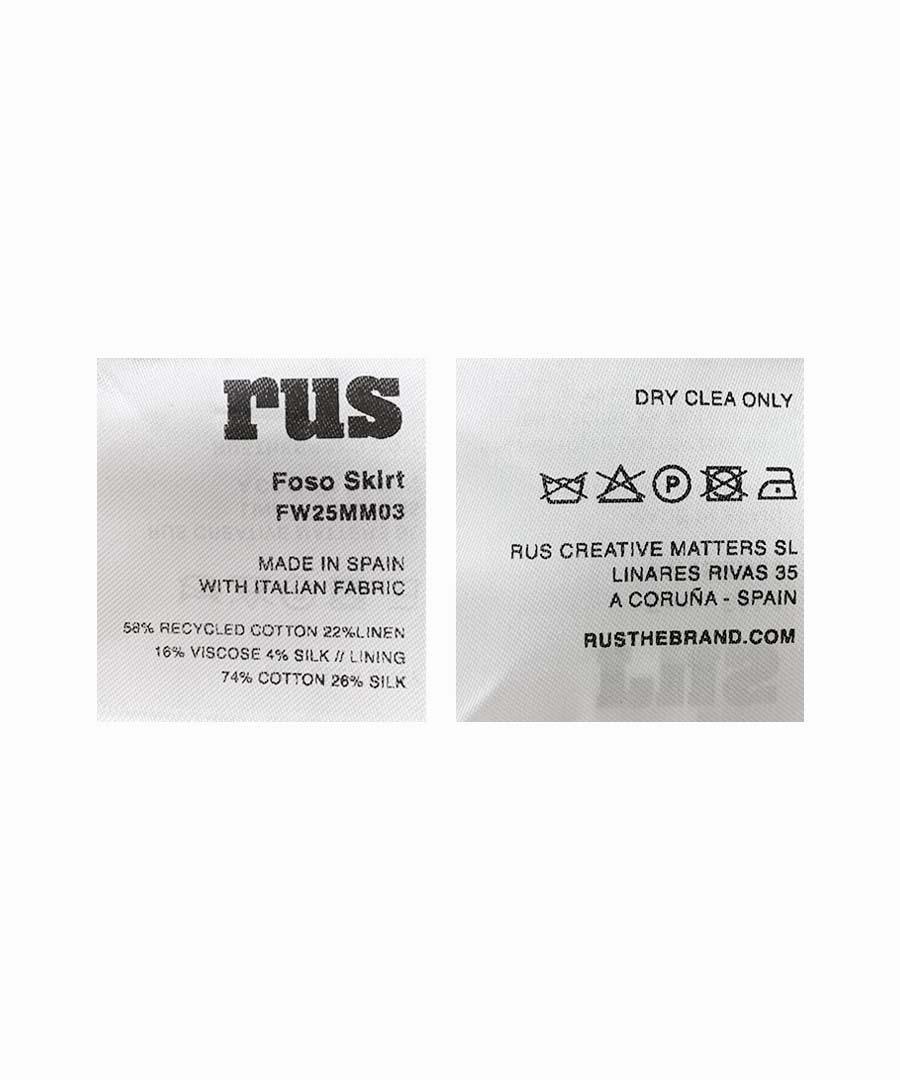 rus
Foso Skirt
FW25MM03
MADE IN SPAIN
WITH ITALIAN FABRIC
58% RECYCLED COTTON 22%LINEN
16% VISCOSE 4% SILK // LINING
74% COTTON 26% SILK
DRY CLEA ONLY
P
RUS CREATIVE MATTERS SL
LINARES RIVAS 35
A CORUÑA - SPAIN
RUSTHEBRAND.COM